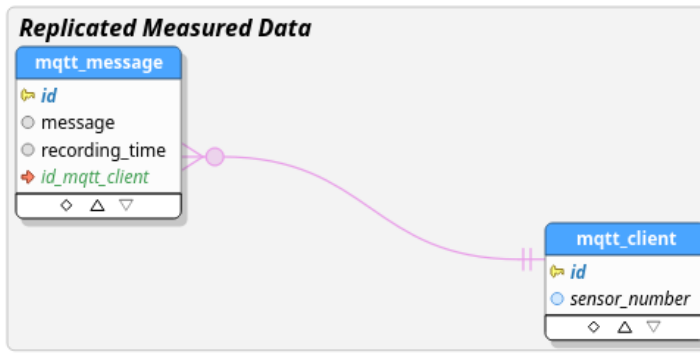 Replicated Measured Data
mqtt_message
id
message
recording_time
id_mqtt_client
mqtt_client
id
sensor_number